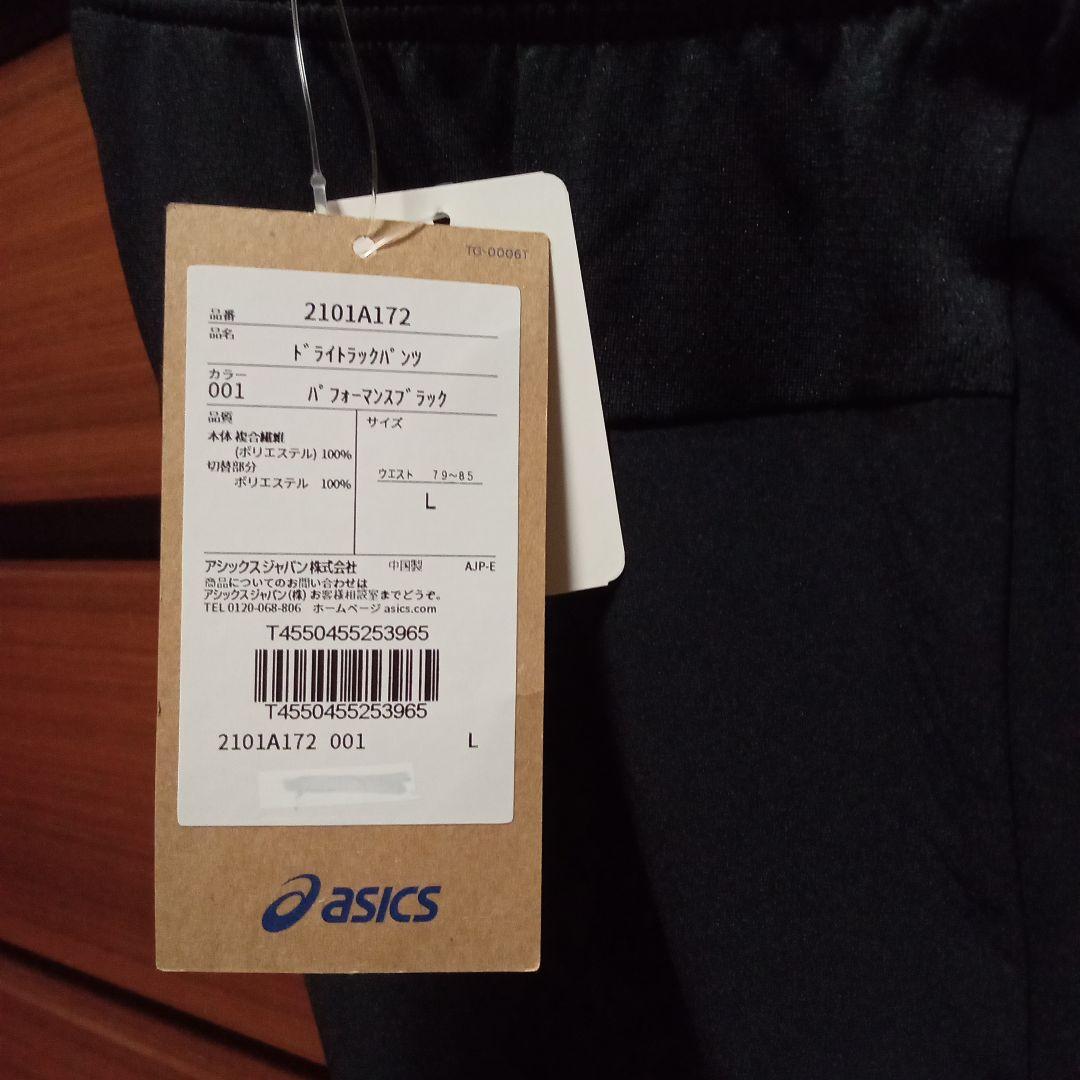 TG-0006T
品番 2101A172
品名
ﾄﾞﾗｲﾄﾗｯｸﾊﾟﾝﾂ
カラー
001 ﾊﾟﾌｫｰﾏﾝｽﾌﾞﾗｯｸ
品質
本体 複合繊維
(ポリエステル) 100%
切替部分
ポリエステル 100%
サイズ
ウエスト 79~85
L
アシックスジャパン株式会社 中国製 AJP-E
商品についてのお問い合わせは
アシックスジャパン(株) お客様相談室までどうぞ。
TEL 0120-068-806 ホームページ asics.com
T4550455253965
T4550455253965
2101A172 001 L
asics